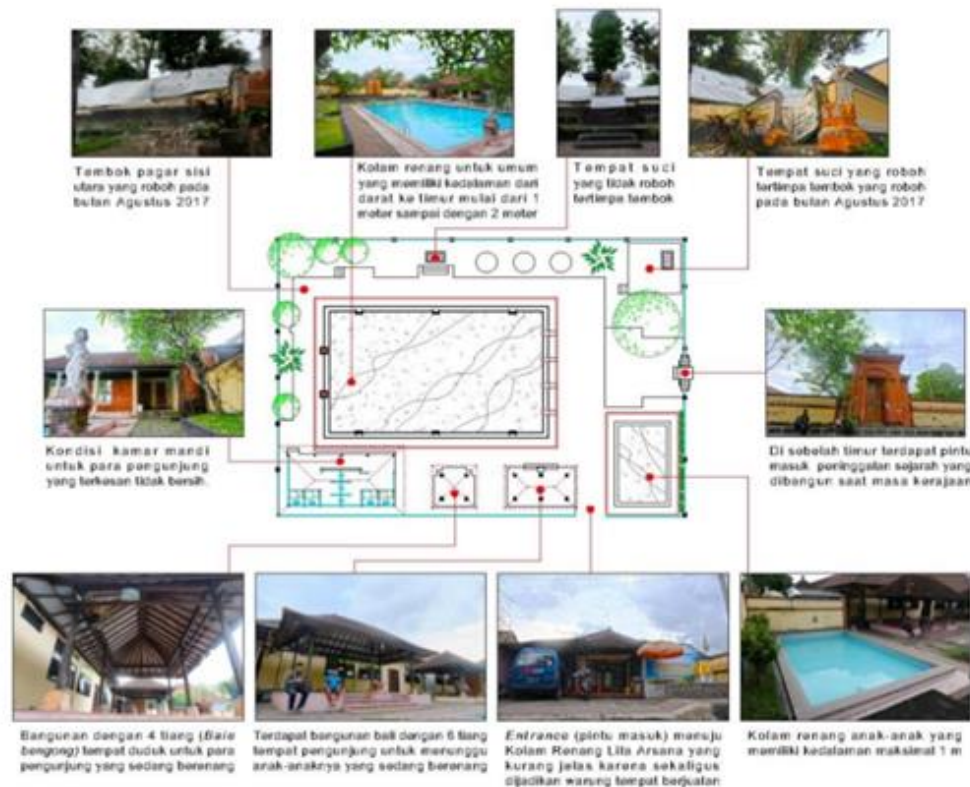 Tembok pagar sisi
utara yang roboh pada
bulan Agustus 2017
Kolam renang untuk umum
yang memiliki kedalaman dari
darat ke timur mulai dari 1
meter sampai dengan 2 meter
Tempat suci
yang tidak roboh
tertimpa tembok
Tempat suci yang roboh
tertimpa tembok yang roboh
pada bulan Agustus 2017
Kondisi kamar mandi
untuk para pengunjung
yang terkesan tidak bersih.
Di sebelah timur terdapat pintu
masuk peninggalan sejarah yang
dibangun saat masa kerajaan
Bangunan dengan 4 tiang (Bale
bengong) tempat duduk untuk para
pengunjung yang sedang berenang
Terdapat bangunan bali dengan 6 tiang
tempat pengunjung untuk menunggu
anak-anaknya yang sedang berenang
Entrance (pintu masuk) menuju
Kolam Renang Lila Arsana yang
kurang jelas karena sekaligus
dijadikan warung tempat berjualan
Kolam renang anak-anak yang
memiliki kedalaman maksimal 1 m